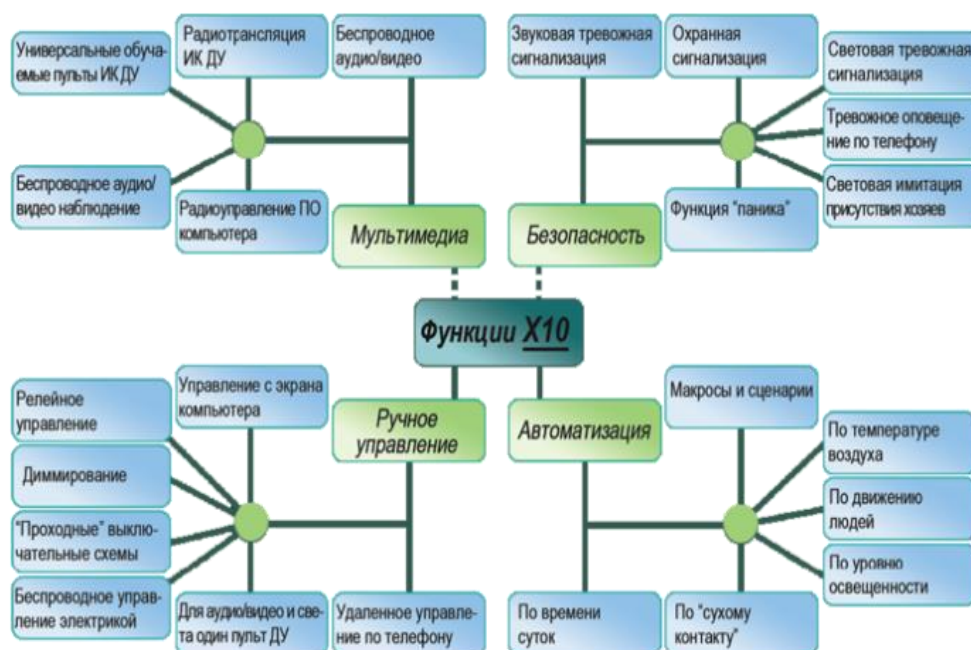 Универсальные обуча-
емые пульты ИК ДУ
Радиотрансляция
ИК ДУ
Беспроводное
аудио/видео
Беспроводное аудио/
видео наблюдение
Радиоуправление ПО
компьютера
Мультимедиа
Звуковая тревожная
сигнализация
Охранная
сигнализация
Световая тревожная
сигнализация
Тревожное оповеще-
ние по телефону
Световая имитация
присутствия хозяев
Функция "паника"
Безопасность
Функции X10
Релейное
управление
Управление с экрана
компьютера
Ручное
управление
Диммирование
"Проходные" выклю-
чательные схемы
Беспроводное управ-
ление электрикой
Для аудио/видео и све-
та один пульт ДУ
Удаленное управле-
ние по телефону
Автоматизация
Макросы и сценарии
По температуре
воздуха
По движению
людей
По уровню
освещенности
По времени
суток
По "сухому
контакту"